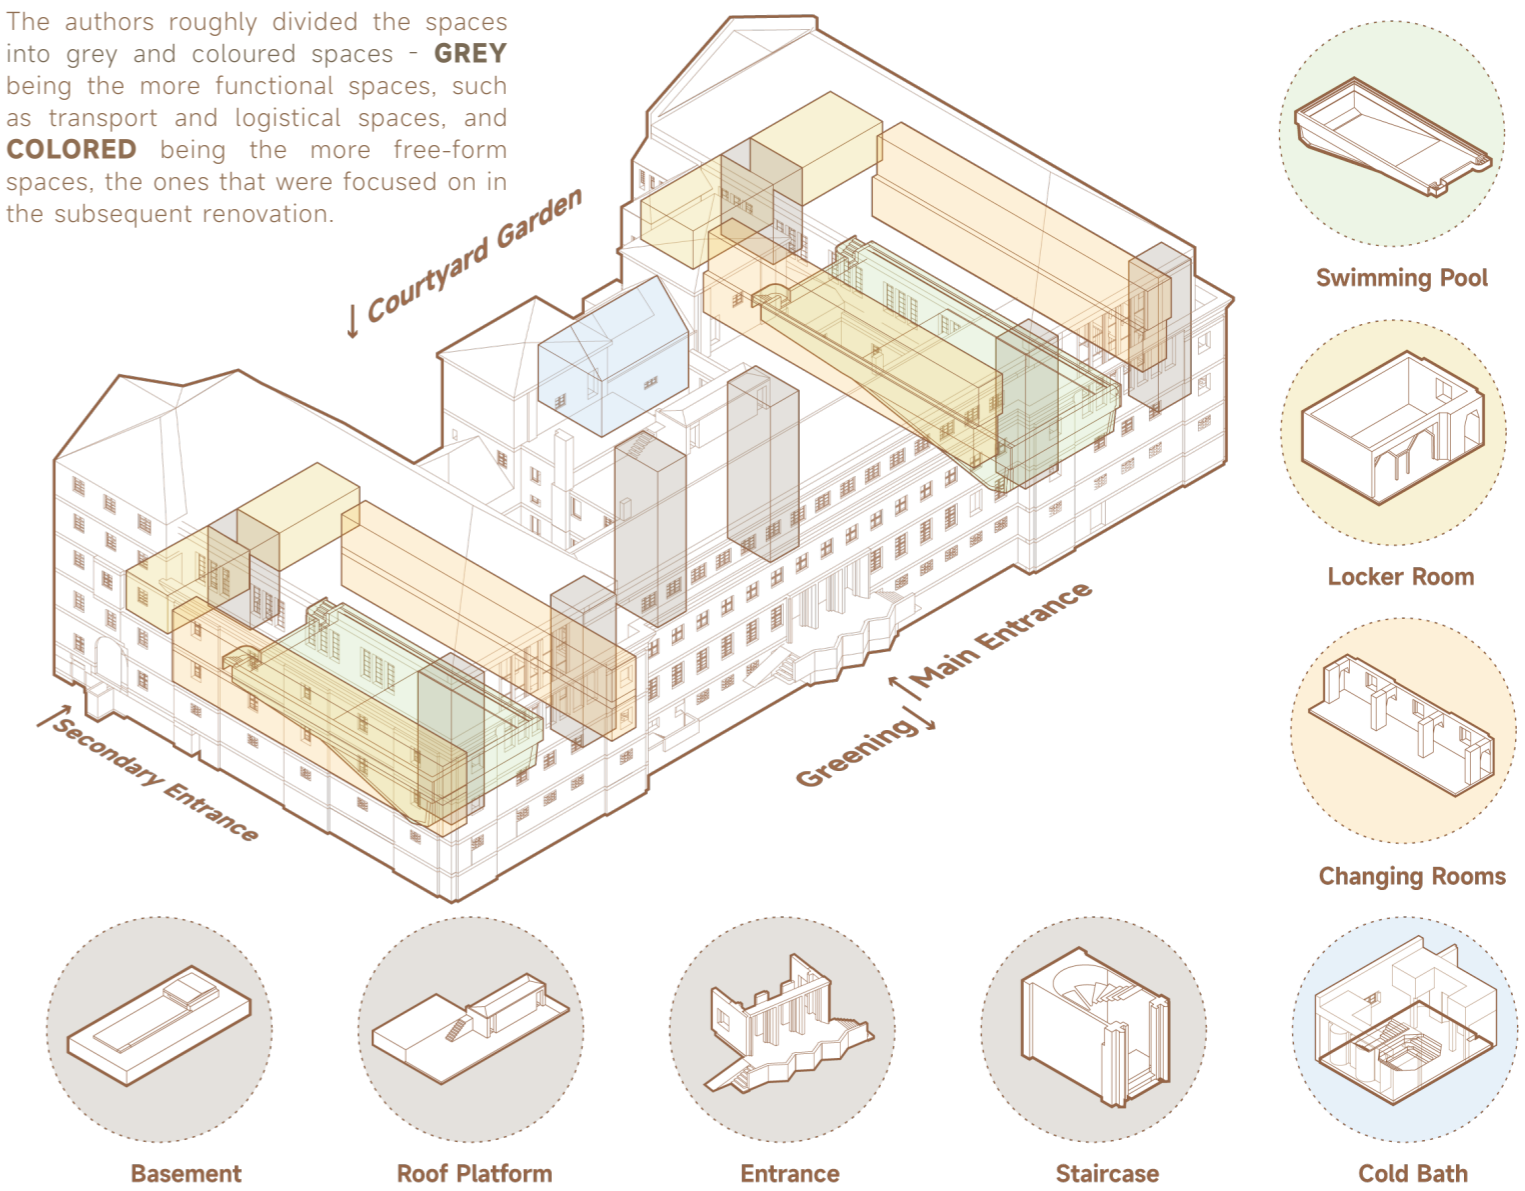 The authors roughly divided the spaces
into grey and coloured spaces - GREY
being the more functional spaces, such
as transport and logistical spaces, and
COLORED being the more free-form
spaces, the ones that were focused on in
the subsequent renovation.
Courtyard Garden
Swimming Pool
Locker Room
Main Entrance
Greening
Secondary Entrance
Changing Rooms
Basement
Roof Platform
Entrance
Staircase
Cold Bath